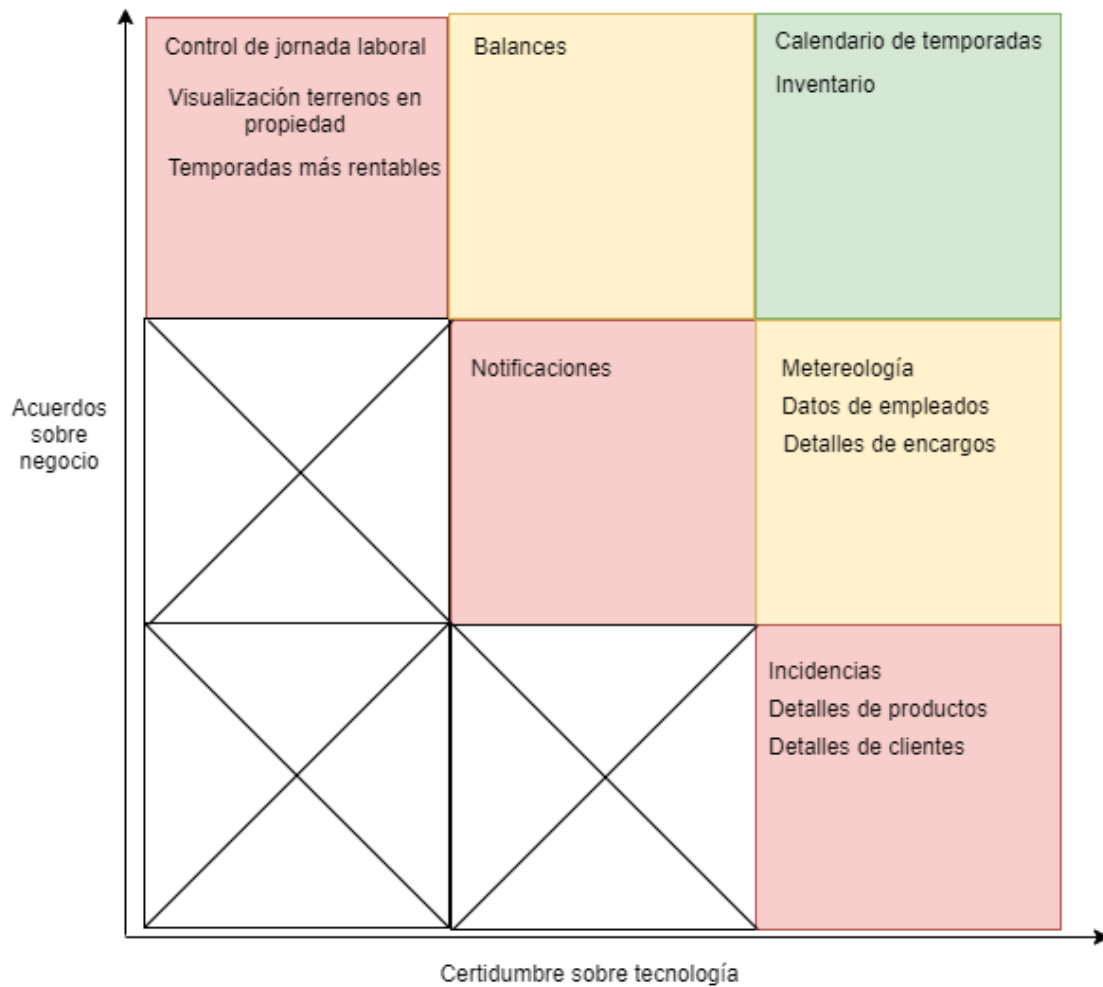 Control de jornada laboral
Visualización terrenos en
propiedad
Temporadas más rentables
Balances
Calendario de temporadas
Inventario
Acuerdos
sobre
negocio
Notificaciones
Metereología
Datos de empleados
Detalles de encargos
Incidencias
Detalles de productos
Detalles de clientes
Certidumbre sobre tecnología